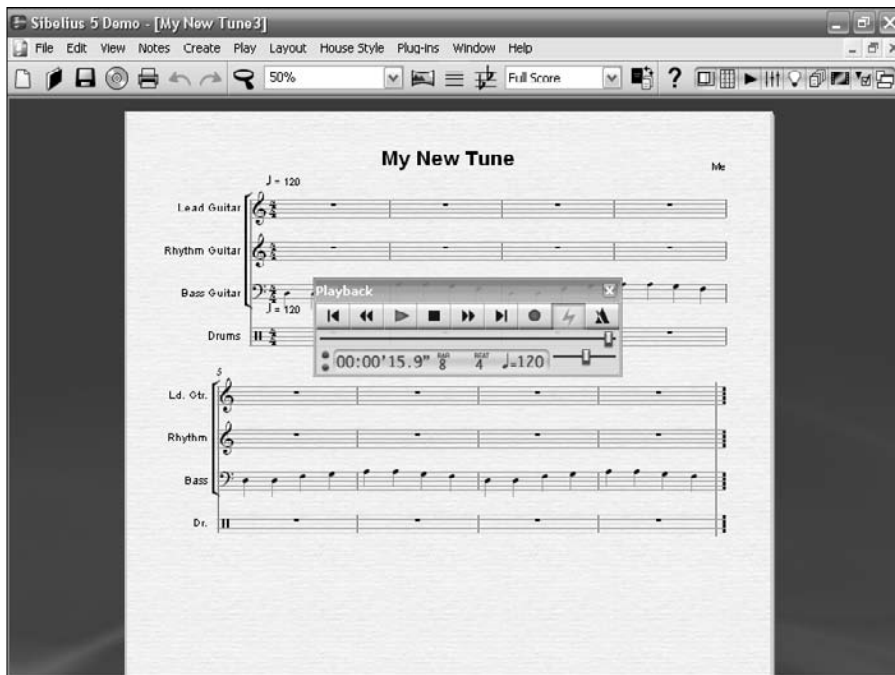 Sibelius 5 Demo - [My New Tune3]
File Edit View Notes Create Play Layout House Style Plug-ins Window Help
50% Full Score ?
My New Tune
Me
♩ = 120
Lead Guitar
Rhythm Guitar
Bass Guitar
♩ = 120
Drums
Playback
00:00'15.9" BAR 8 BEAT 4 ♩=120
5
Ld. Gtr.
Rhythm
Bass
Dr.